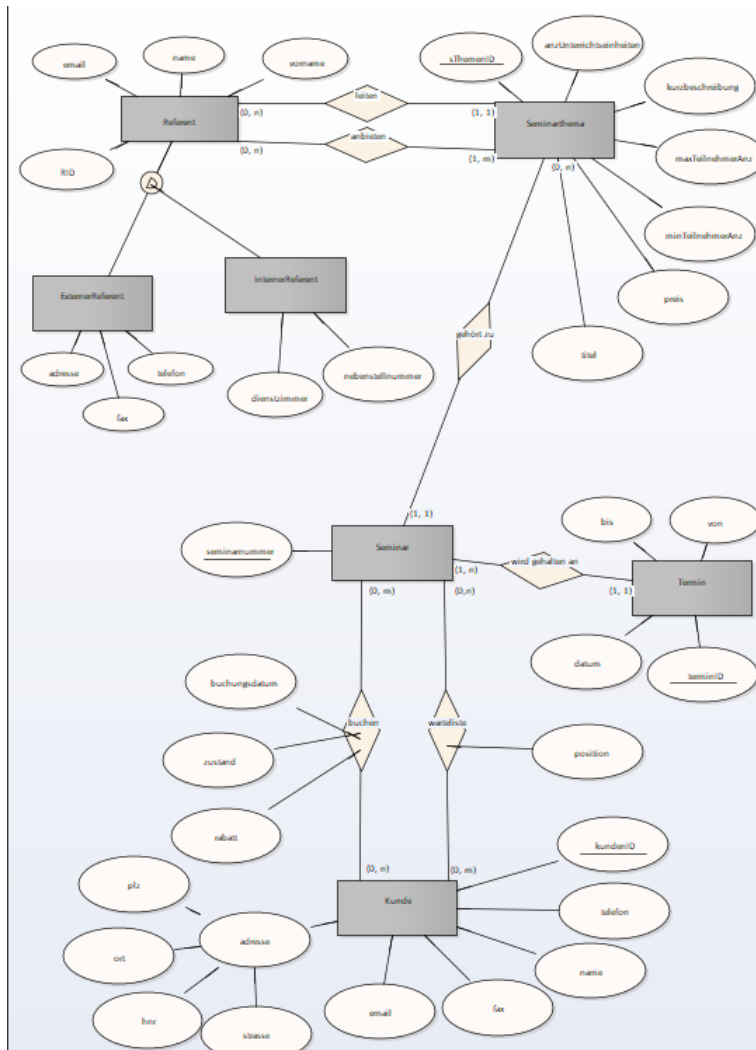 email
name
vorname
Referent
RID
(0, n)
leiten
(1, 1)
(0, n)
anbieten
(1, m)
sThemenID
anzUnterrichtseinheiten
kurzbeschreibung
Seminarthema
maxTeilnehmerAnz
(0, n)
minTeilnehmerAnz
preis
titel
ExternerReferent
InternerReferent
adresse
telefon
fax
dienstzimmer
nebenstellnummer
gehört zu
(1, 1)
seminarnummer
Seminar
(1, n)
wird gehalten an
(1, 1)
bis
von
Termin
datum
terminID
(0, m)
(0,n)
buchungsdatum
buchen
warteliste
zustand
position
rabatt
(0, n)
(0, m)
kundenID
plz
Kunde
telefon
adresse
ort
name
hnr
strasse
email
fax